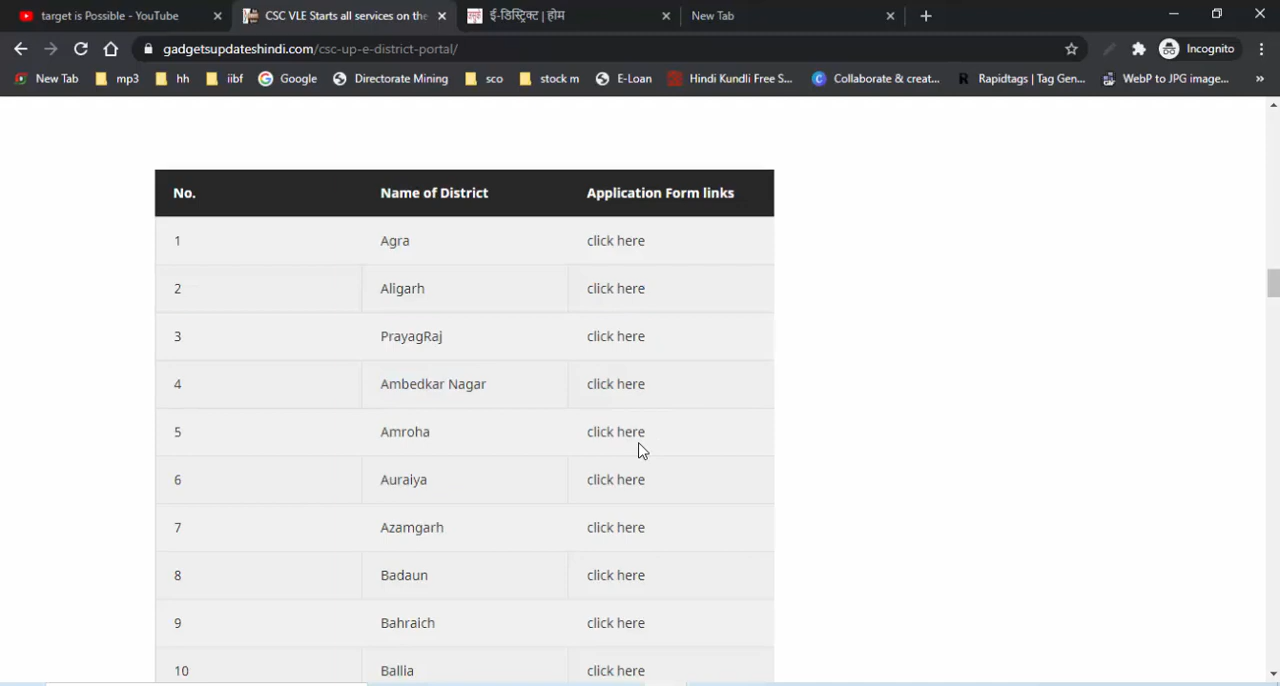 target is Possible - YouTube
CSC VLE Starts all services on the
ई-डिस्ट्रिक्ट | होम
New Tab
gadgetsupdateshindi.com/csc-up-e-district-portal/
Incognito
New Tab
mp3
hh
iibf
Google
Directorate Mining
sco
stock m
E-Loan
Hindi Kundli Free S...
Collaborate & creat...
Rapidtags | Tag Gen...
WebP to JPG image...
No. Name of District Application Form links
1 Agra click here
2 Aligarh click here
3 PrayagRaj click here
4 Ambedkar Nagar click here
5 Amroha click here
6 Auraiya click here
7 Azamgarh click here
8 Badaun click here
9 Bahraich click here
10 Ballia click here